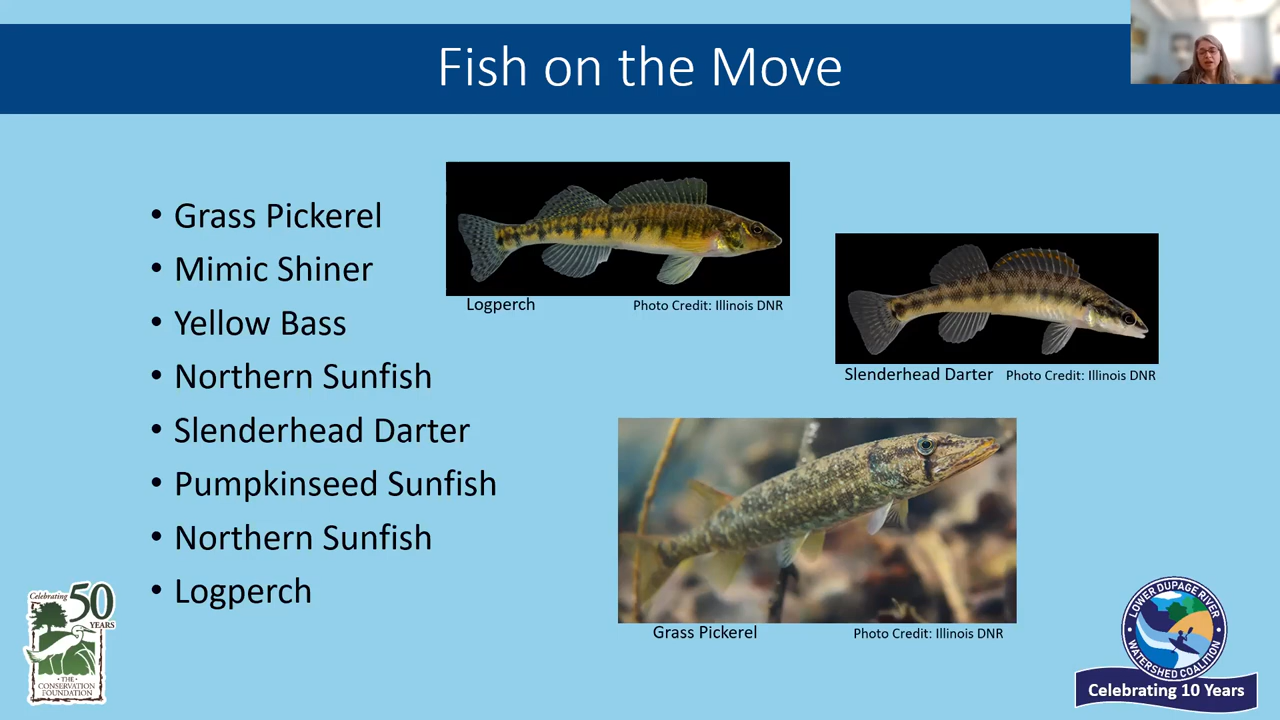 Fish on the Move
• Grass Pickerel
• Mimic Shiner
• Yellow Bass
• Northern Sunfish
• Slenderhead Darter
• Pumpkinseed Sunfish
• Northern Sunfish
• Logperch
Logperch
Photo Credit: Illinois DNR
Slenderhead Darter
Photo Credit: Illinois DNR
Grass Pickerel
Photo Credit: Illinois DNR
Celebrating 50
YEARS
• THE
CONSERVATION
FOUNDATION •
LOWER DUPAGE RIVER
WATERSHED COALITION
Celebrating 10 Years